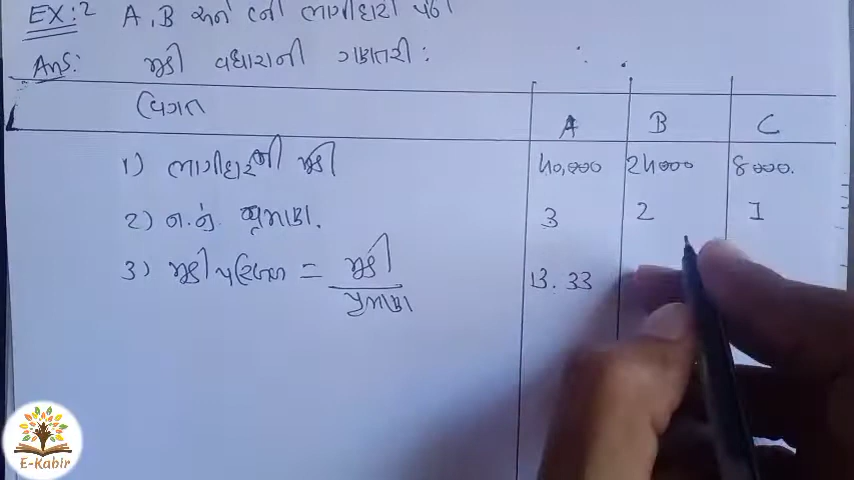 EX:2 A, B અને Cની ભાગીદારી પેઢી
Ans: મૂડી વધારાની ગણતરી :
વિગત A B C
1) ભાગીદારની મૂડી 40,000 24000 8000.
2) ન.નું પ્રમાણ. 3 2 1
3) મૂડી = મૂડી
પ્રમાણ
13.33
E-Kabir